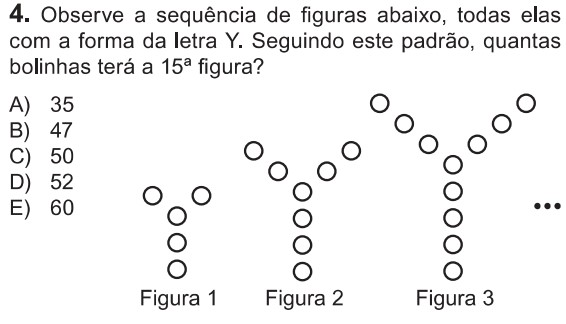 4. Observe a sequência de figuras abaixo, todas elas
com a forma da letra Y. Seguindo este padrão, quantas
bolinhas terá a 15ª figura?
A) 35
B) 47
C) 50
D) 52
E) 60
...
Figura 1 Figura 2 Figura 3